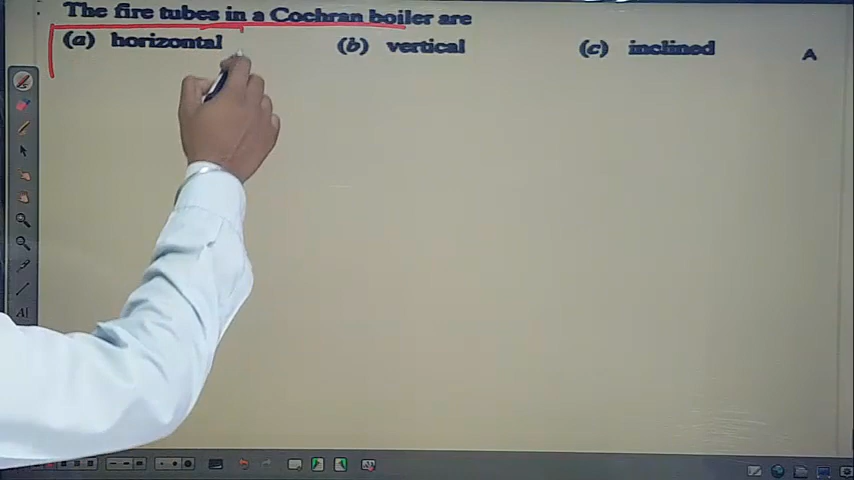 The fire tubes in a Cochran boiler are
(a) horizontal (b) vertical (c) inclined A